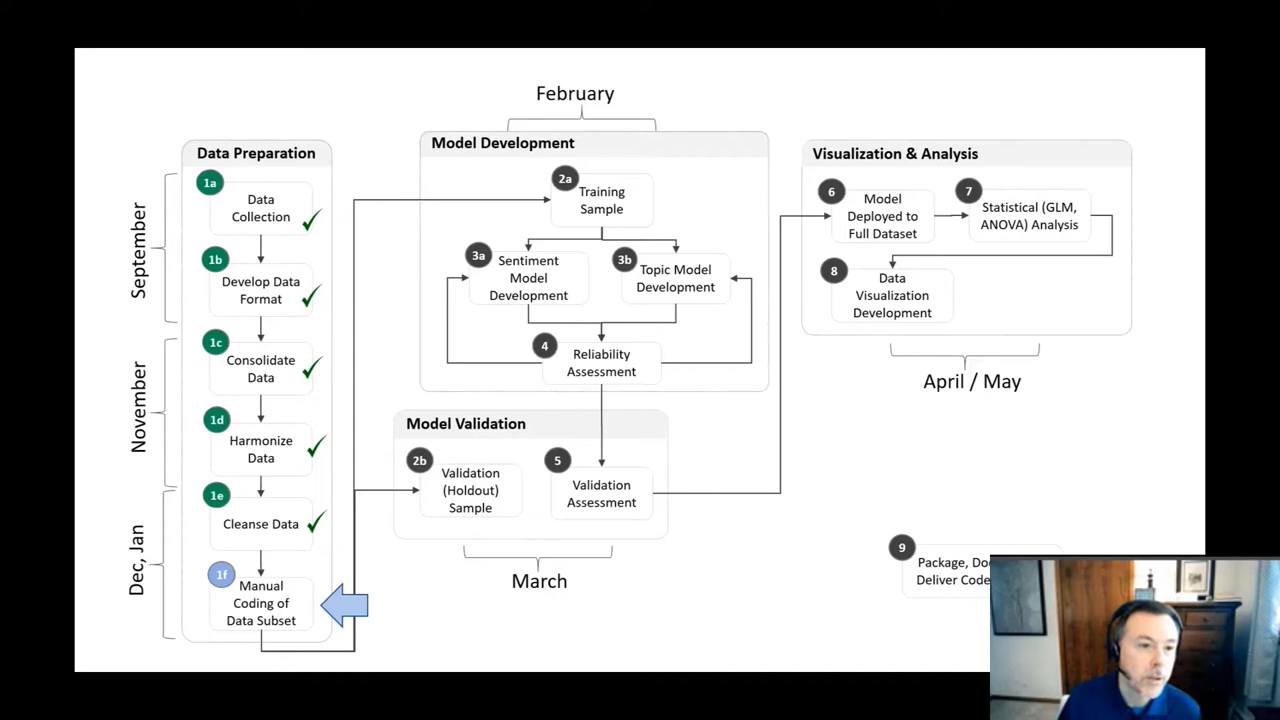 February
Data Preparation
1a
Data
Collection
1b
Develop Data
Format
1c
Consolidate
Data
1d
Harmonize
Data
1e
Cleanse Data
1f
Manual
Coding of
Data Subset
September
November
Dec, Jan
Model Development
2a
Training
Sample
3a
Sentiment
Model
Development
3b
Topic Model
Development
4
Reliability
Assessment
Model Validation
2b
Validation
(Holdout)
Sample
5
Validation
Assessment
March
Visualization & Analysis
6
Model
Deployed to
Full Dataset
7
Statistical (GLM,
ANOVA) Analysis
8
Data
Visualization
Development
April / May
9
Package,
Deliver Code